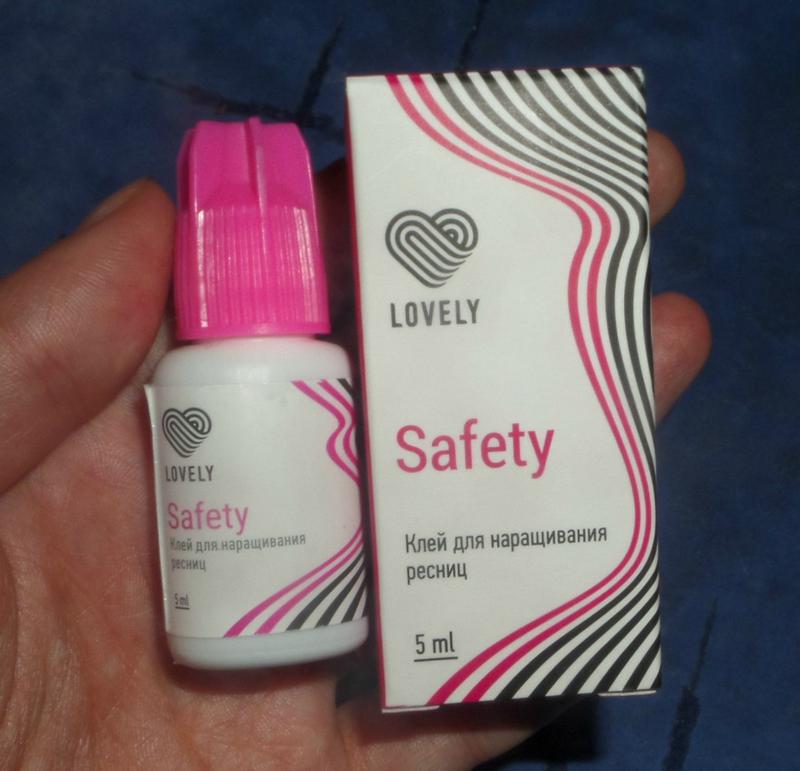 LOVELY
Safety
Клей для наращивания
ресниц
5 ml
LOVELY
Safety
Клей для наращивания
ресниц
5 ml